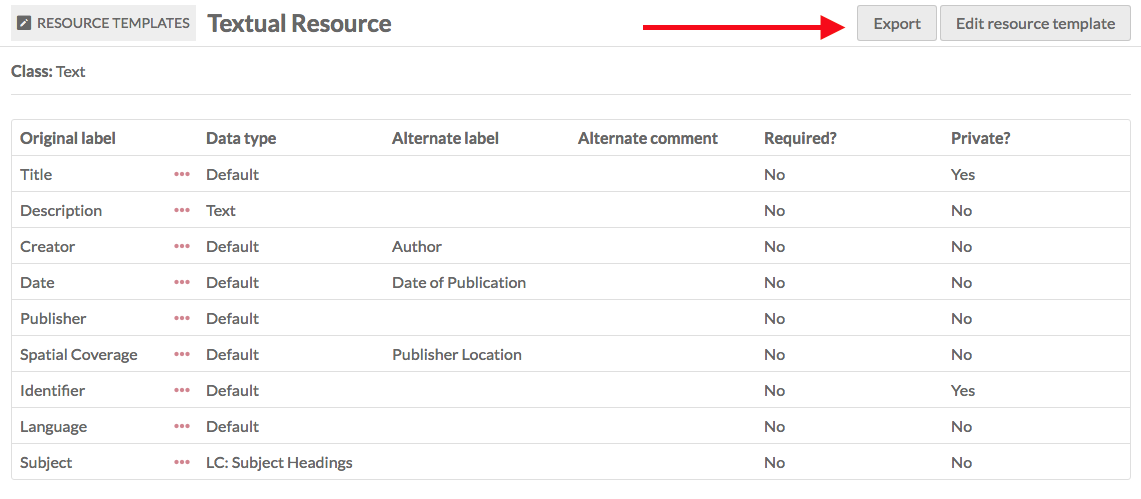 RESOURCE TEMPLATES Textual Resource Export Edit resource template
Class: Text
Original label Data type Alternate label Alternate comment Required? Private?
Title ••• Default No Yes
Description ••• Text No No
Creator ••• Default Author No No
Date ••• Default Date of Publication No No
Publisher ••• Default No No
Spatial Coverage ••• Default Publisher Location No No
Identifier ••• Default No Yes
Language ••• Default No No
Subject ••• LC: Subject Headings No No